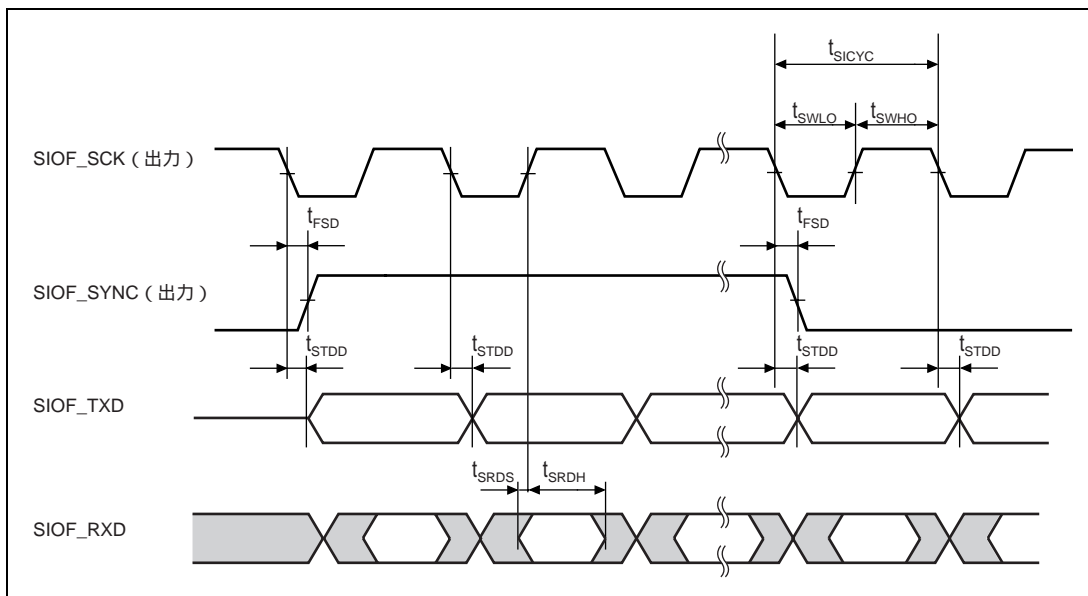 tSICYC
tSWLO tSWHO
SIOF_SCK（出力）
tFSD tFSD
SIOF_SYNC（出力）
tSTDD tSTDD tSTDD tSTDD
SIOF_TXD
tSRDS tSRDH
SIOF_RXD